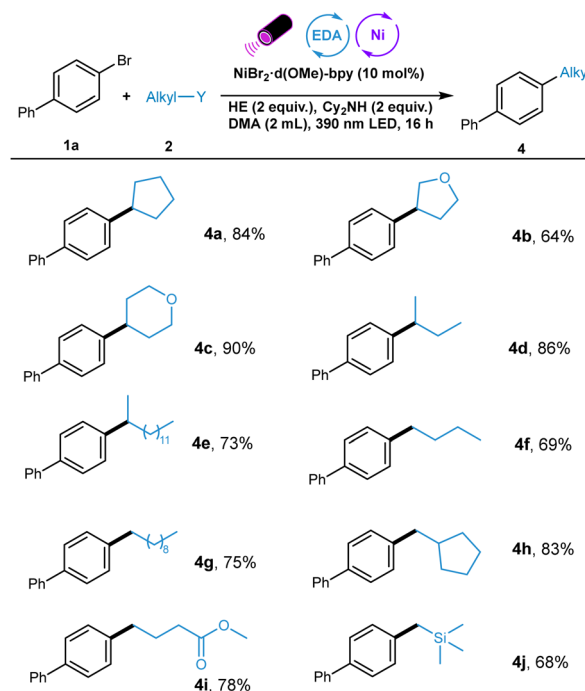 EDA Ni
Br
NiBr₂·d(OMe)-bpy (10 mol%)
Alkyl
+ Alkyl—Y
HE (2 equiv.), Cy₂NH (2 equiv.)
DMA (2 mL), 390 nm LED, 16 h
Ph Ph
1a 2 4
O
4a, 84% 4b, 64%
Ph Ph
O
4c, 90% 4d, 86%
Ph Ph
11
4e, 73% 4f, 69%
Ph Ph
8
4g, 75% 4h, 83%
Ph Ph
O Si
O
4i, 78% 4j, 68%
Ph Ph